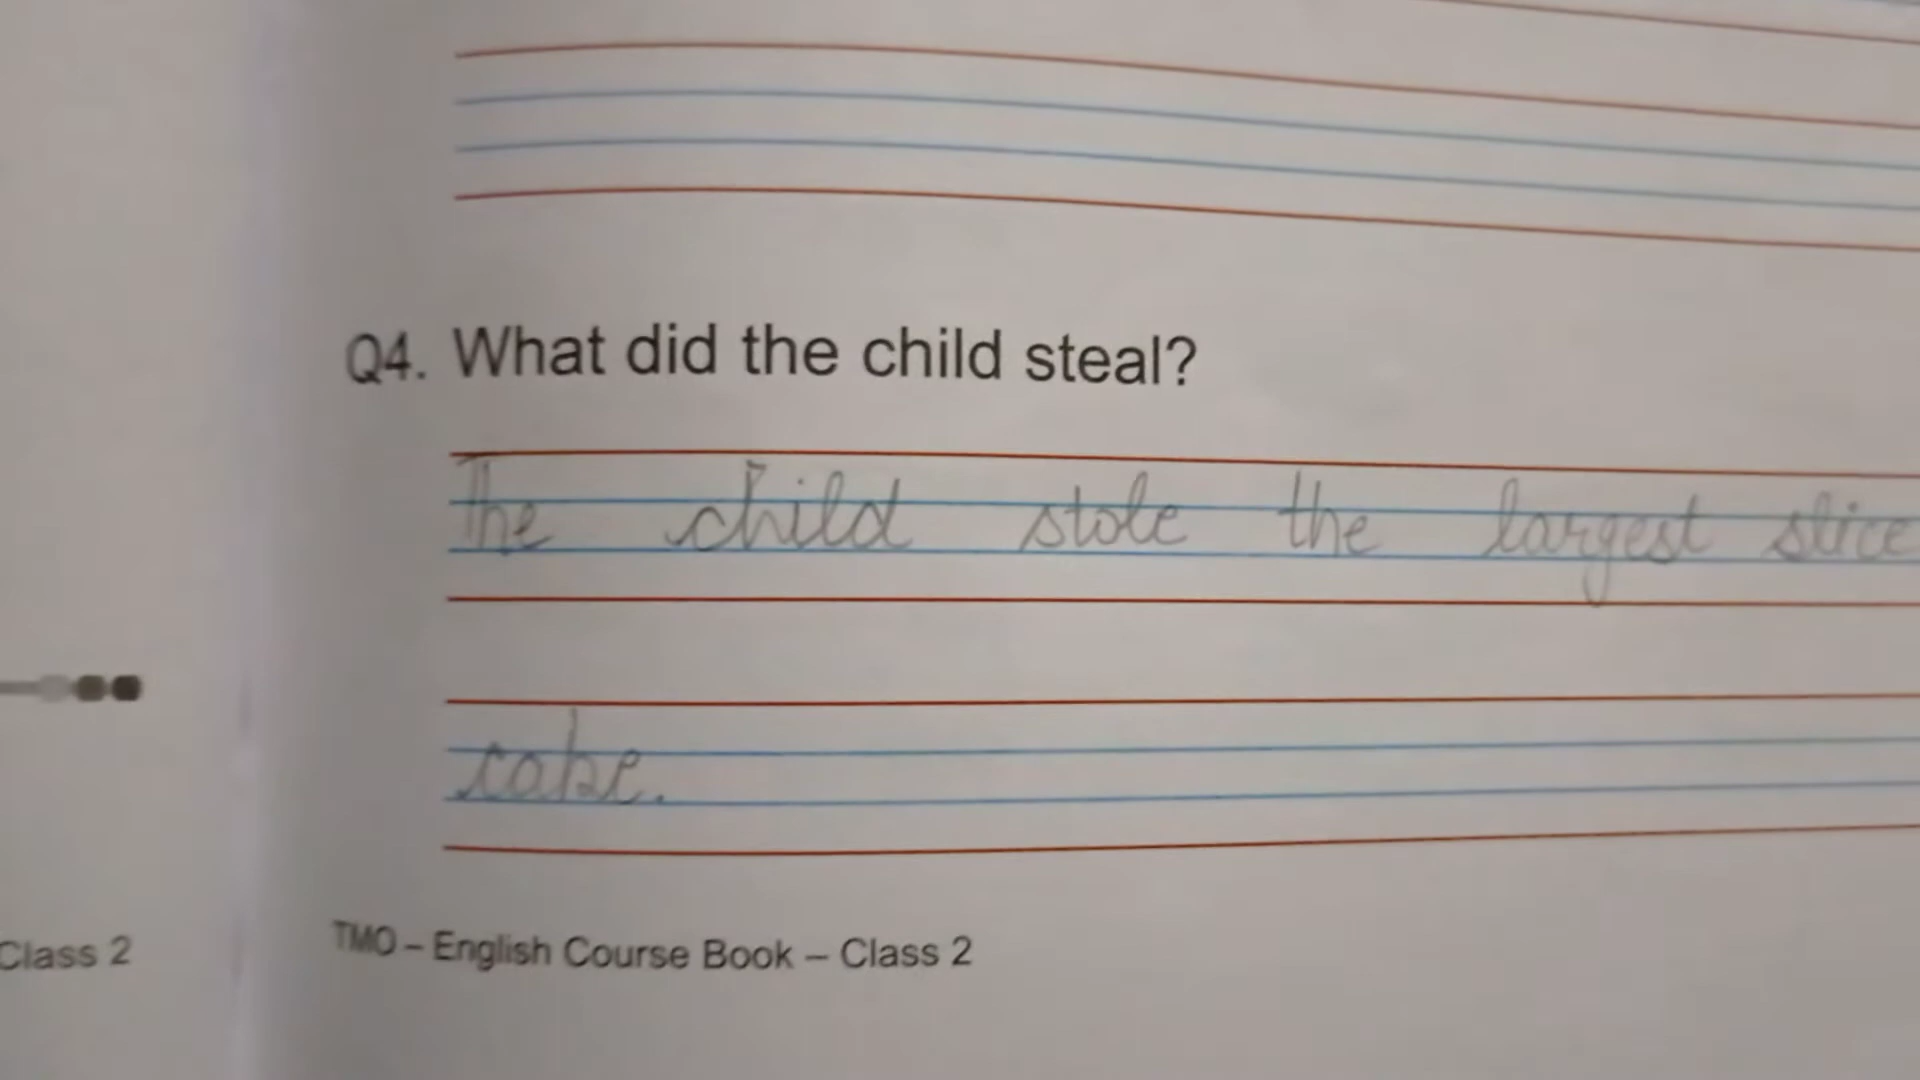 Q4. What did the child steal?
The child stole the largest slice
cake.
Class 2
TMO – English Course Book – Class 2